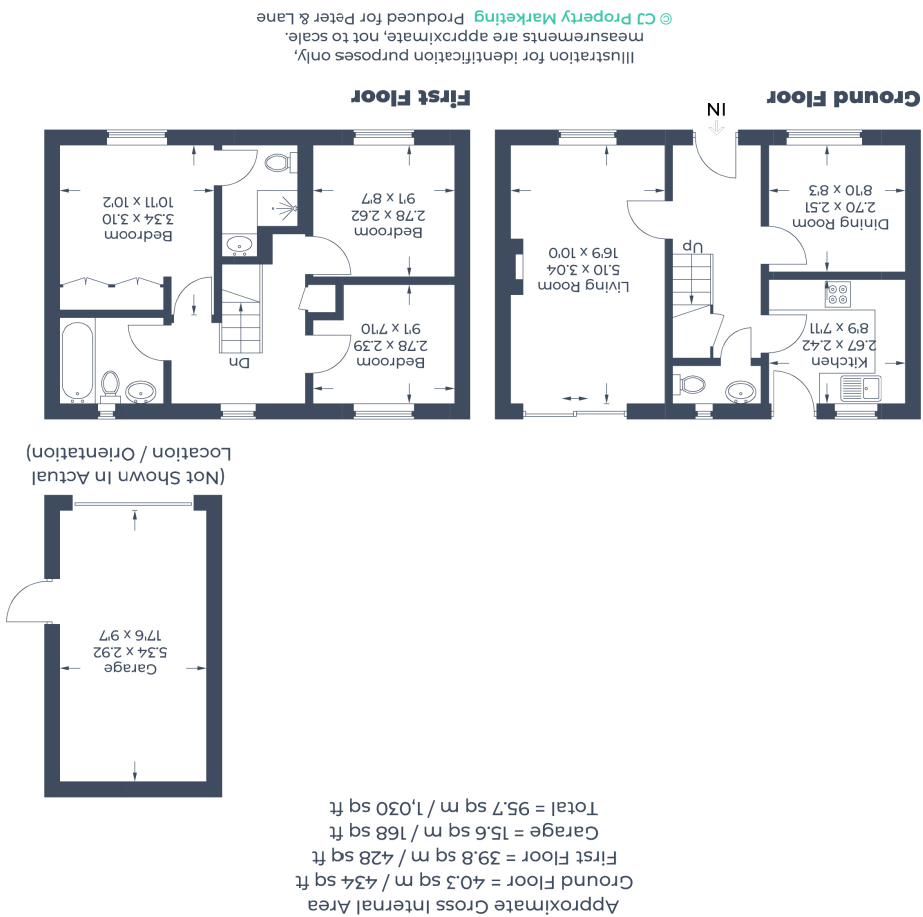 Approximate Gross Internal Area
Ground Floor = 40.3 sq m / 434 sq ft
First Floor = 39.8 sq m / 428 sq ft
Garage = 15.6 sq m / 168 sq ft
Total = 95.7 sq m / 1,030 sq ft
Garage
5.34 x 2.92
17'6 x 9'7
(Not Shown In Actual
Location / Orientation)
Kitchen
2.67 x 2.42
8'9 x 7'11
Dining Room
2.70 x 2.51
8'10 x 8'3
Up
Living Room
5.10 x 3.04
16'9 x 10'0
IN
Ground Floor
Bedroom
2.78 x 2.39
9'1 x 7'10
Dn
Bedroom
2.78 x 2.62
9'1 x 8'7
Bedroom
3.34 x 3.10
10'11 x 10'2
First Floor
Illustration for identification purposes only,
measurements are approximate, not to scale.
© CJ Property Marketing Produced for Peter & Lane